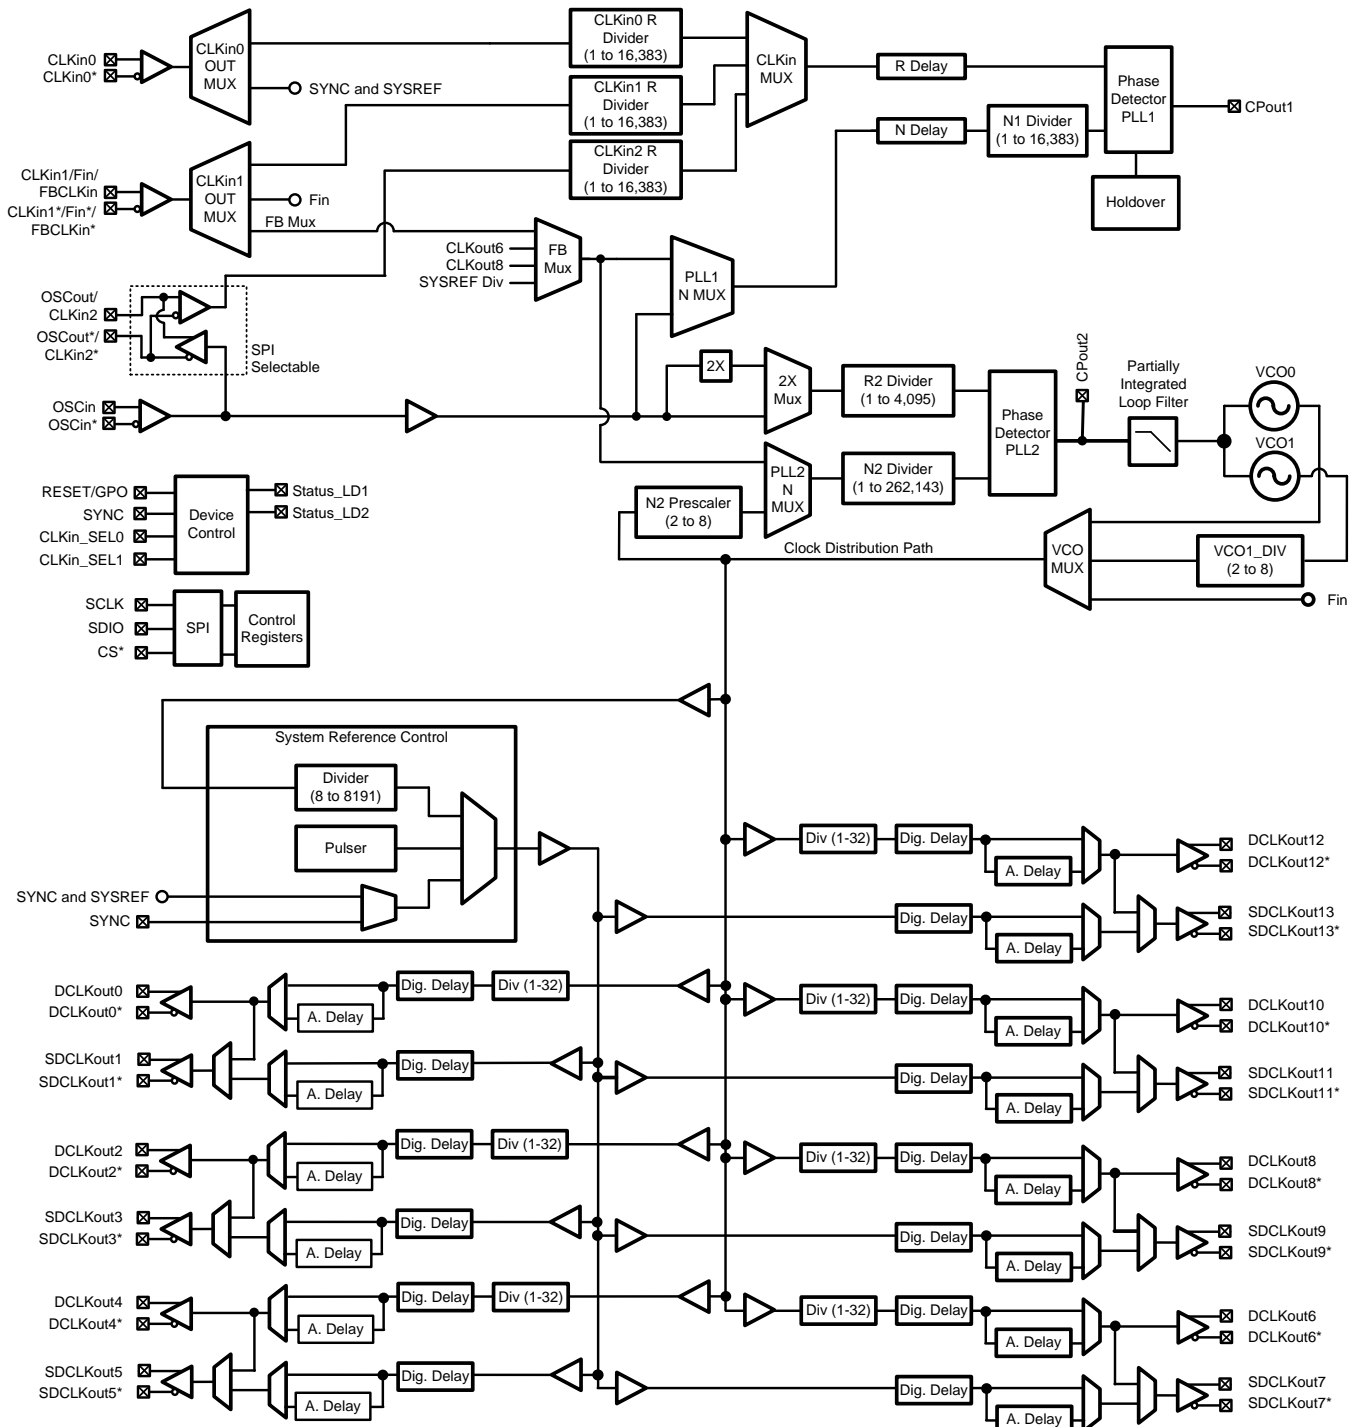 CLKin0
CLKin0*
CLKin0
OUT
MUX
SYNC and SYSREF
CLKin0 R
Divider
(1 to 16,383)
CLKin1 R
Divider
(1 to 16,383)
CLKin2 R
Divider
(1 to 16,383)
CLKin
MUX
R Delay
N Delay
N1 Divider
(1 to 16,383)
Phase
Detector
PLL1
CPout1
Holdover
CLKin1/Fin/
FBCLKin
CLKin1*/Fin*/
FBCLKin*
CLKin1
OUT
MUX
Fin
FB Mux
CLKout6
CLKout8
SYSREF Div
FB
Mux
PLL1
N MUX
OSCout/
CLKin2
OSCout*/
CLKin2*
SPI
Selectable
OSCin
OSCin*
2X
2X
Mux
R2 Divider
(1 to 4,095)
Phase
Detector
PLL2
CPout2
Partially
Integrated
Loop Filter
VCO0
VCO1
PLL2
N
MUX
N2 Divider
(1 to 262,143)
N2 Prescaler
(2 to 8)
Clock Distribution Path
VCO
MUX
VCO1_DIV
(2 to 8)
Fin
RESET/GPO
SYNC
CLKin_SEL0
CLKin_SEL1
Device
Control
Status_LD1
Status_LD2
SCLK
SDIO
CS*
SPI
Control
Registers
System Reference Control
Divider
(8 to 8191)
Pulser
SYNC and SYSREF
SYNC
Div (1-32)
Dig. Delay
A. Delay
DCLKout12
DCLKout12*
Dig. Delay
A. Delay
SDCLKout13
SDCLKout13*
DCLKout0
DCLKout0*
A. Delay
Dig. Delay
Div (1-32)
Div (1-32)
Dig. Delay
A. Delay
DCLKout10
DCLKout10*
SDCLKout1
SDCLKout1*
A. Delay
Dig. Delay
Dig. Delay
A. Delay
SDCLKout11
SDCLKout11*
DCLKout2
DCLKout2*
A. Delay
Dig. Delay
Div (1-32)
Div (1-32)
Dig. Delay
A. Delay
DCLKout8
DCLKout8*
SDCLKout3
SDCLKout3*
A. Delay
Dig. Delay
Dig. Delay
A. Delay
SDCLKout9
SDCLKout9*
DCLKout4
DCLKout4*
A. Delay
Dig. Delay
Div (1-32)
Div (1-32)
Dig. Delay
A. Delay
DCLKout6
DCLKout6*
SDCLKout5
SDCLKout5*
A. Delay
Dig. Delay
Dig. Delay
A. Delay
SDCLKout7
SDCLKout7*